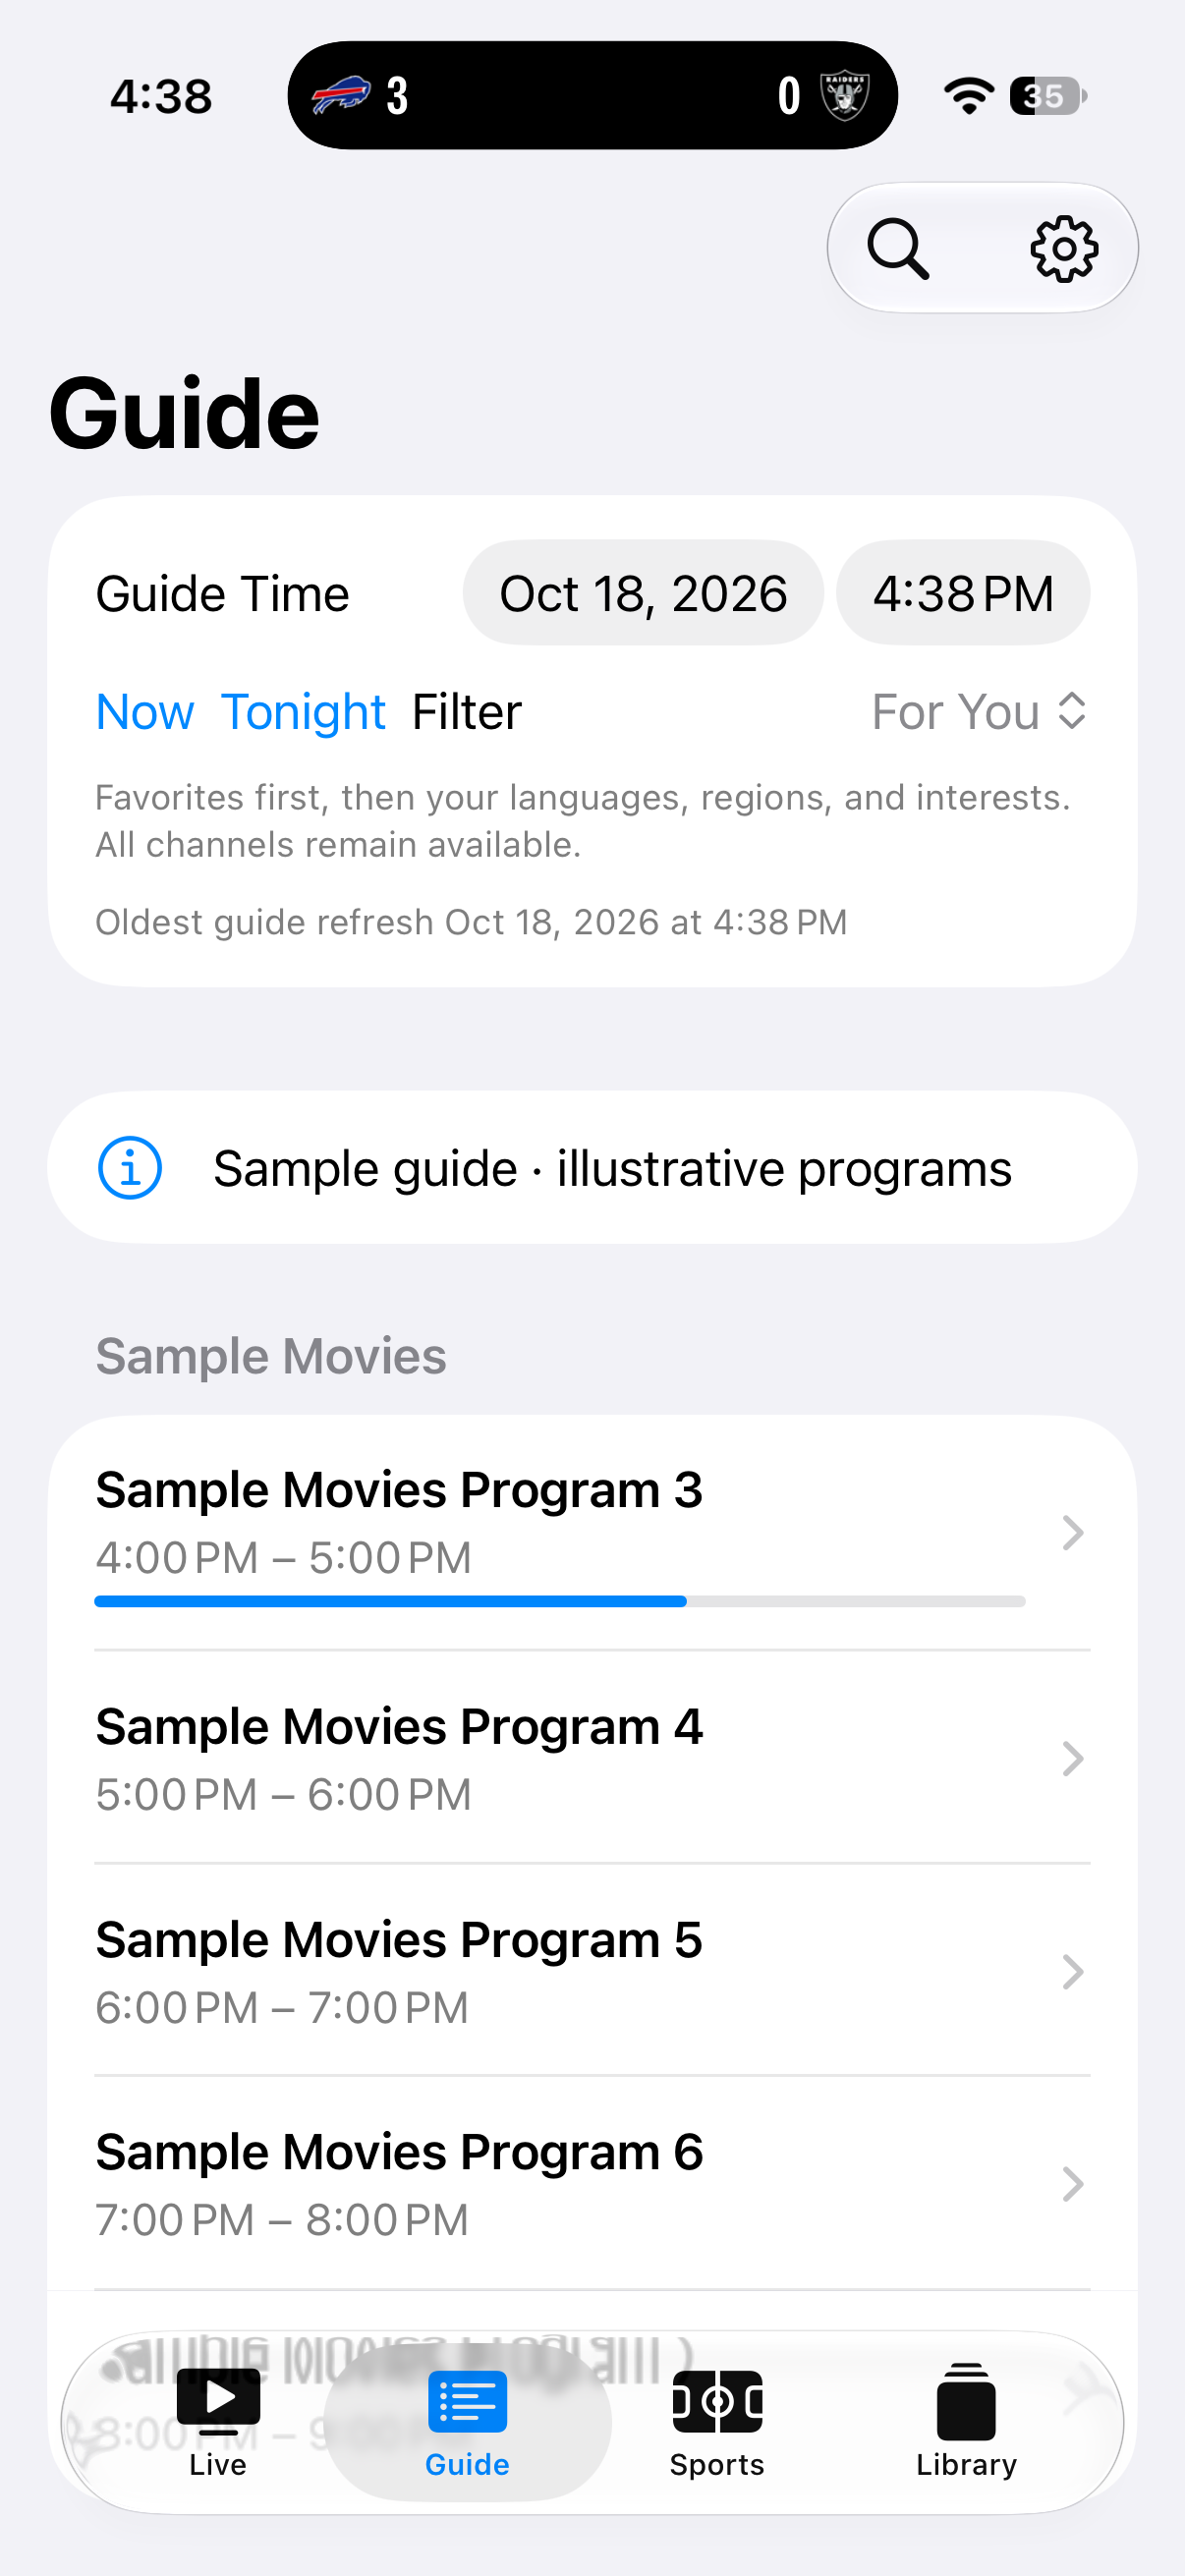 4:38
3
0
RAIDERS
35
Guide
Guide Time
Oct 18, 2026
4:38 PM
Now Tonight Filter
For You
Favorites first, then your languages, regions, and interests.
All channels remain available.
Oldest guide refresh Oct 18, 2026 at 4:38 PM
Sample guide · illustrative programs
Sample Movies
Sample Movies Program 3
4:00 PM – 5:00 PM
Sample Movies Program 4
5:00 PM – 6:00 PM
Sample Movies Program 5
6:00 PM – 7:00 PM
Sample Movies Program 6
7:00 PM – 8:00 PM
Live
Guide
Sports
Library